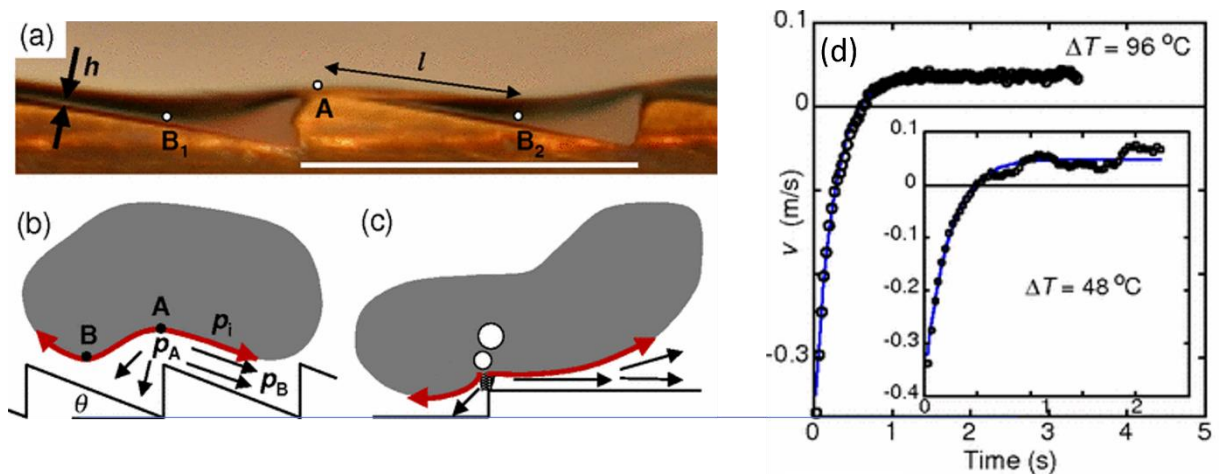 (a)
h
l
A
B1
B2
(b)
A
B
pi
pA
pB
θ
(c)
(d)
ΔT = 96 °C
0.1
0
-0.3
v (m/s)
0 1 2 3 4 5
Time (s)
0.1
0
-0.1
-0.2
-0.3
-0.4
0 1 2
ΔT = 48 °C